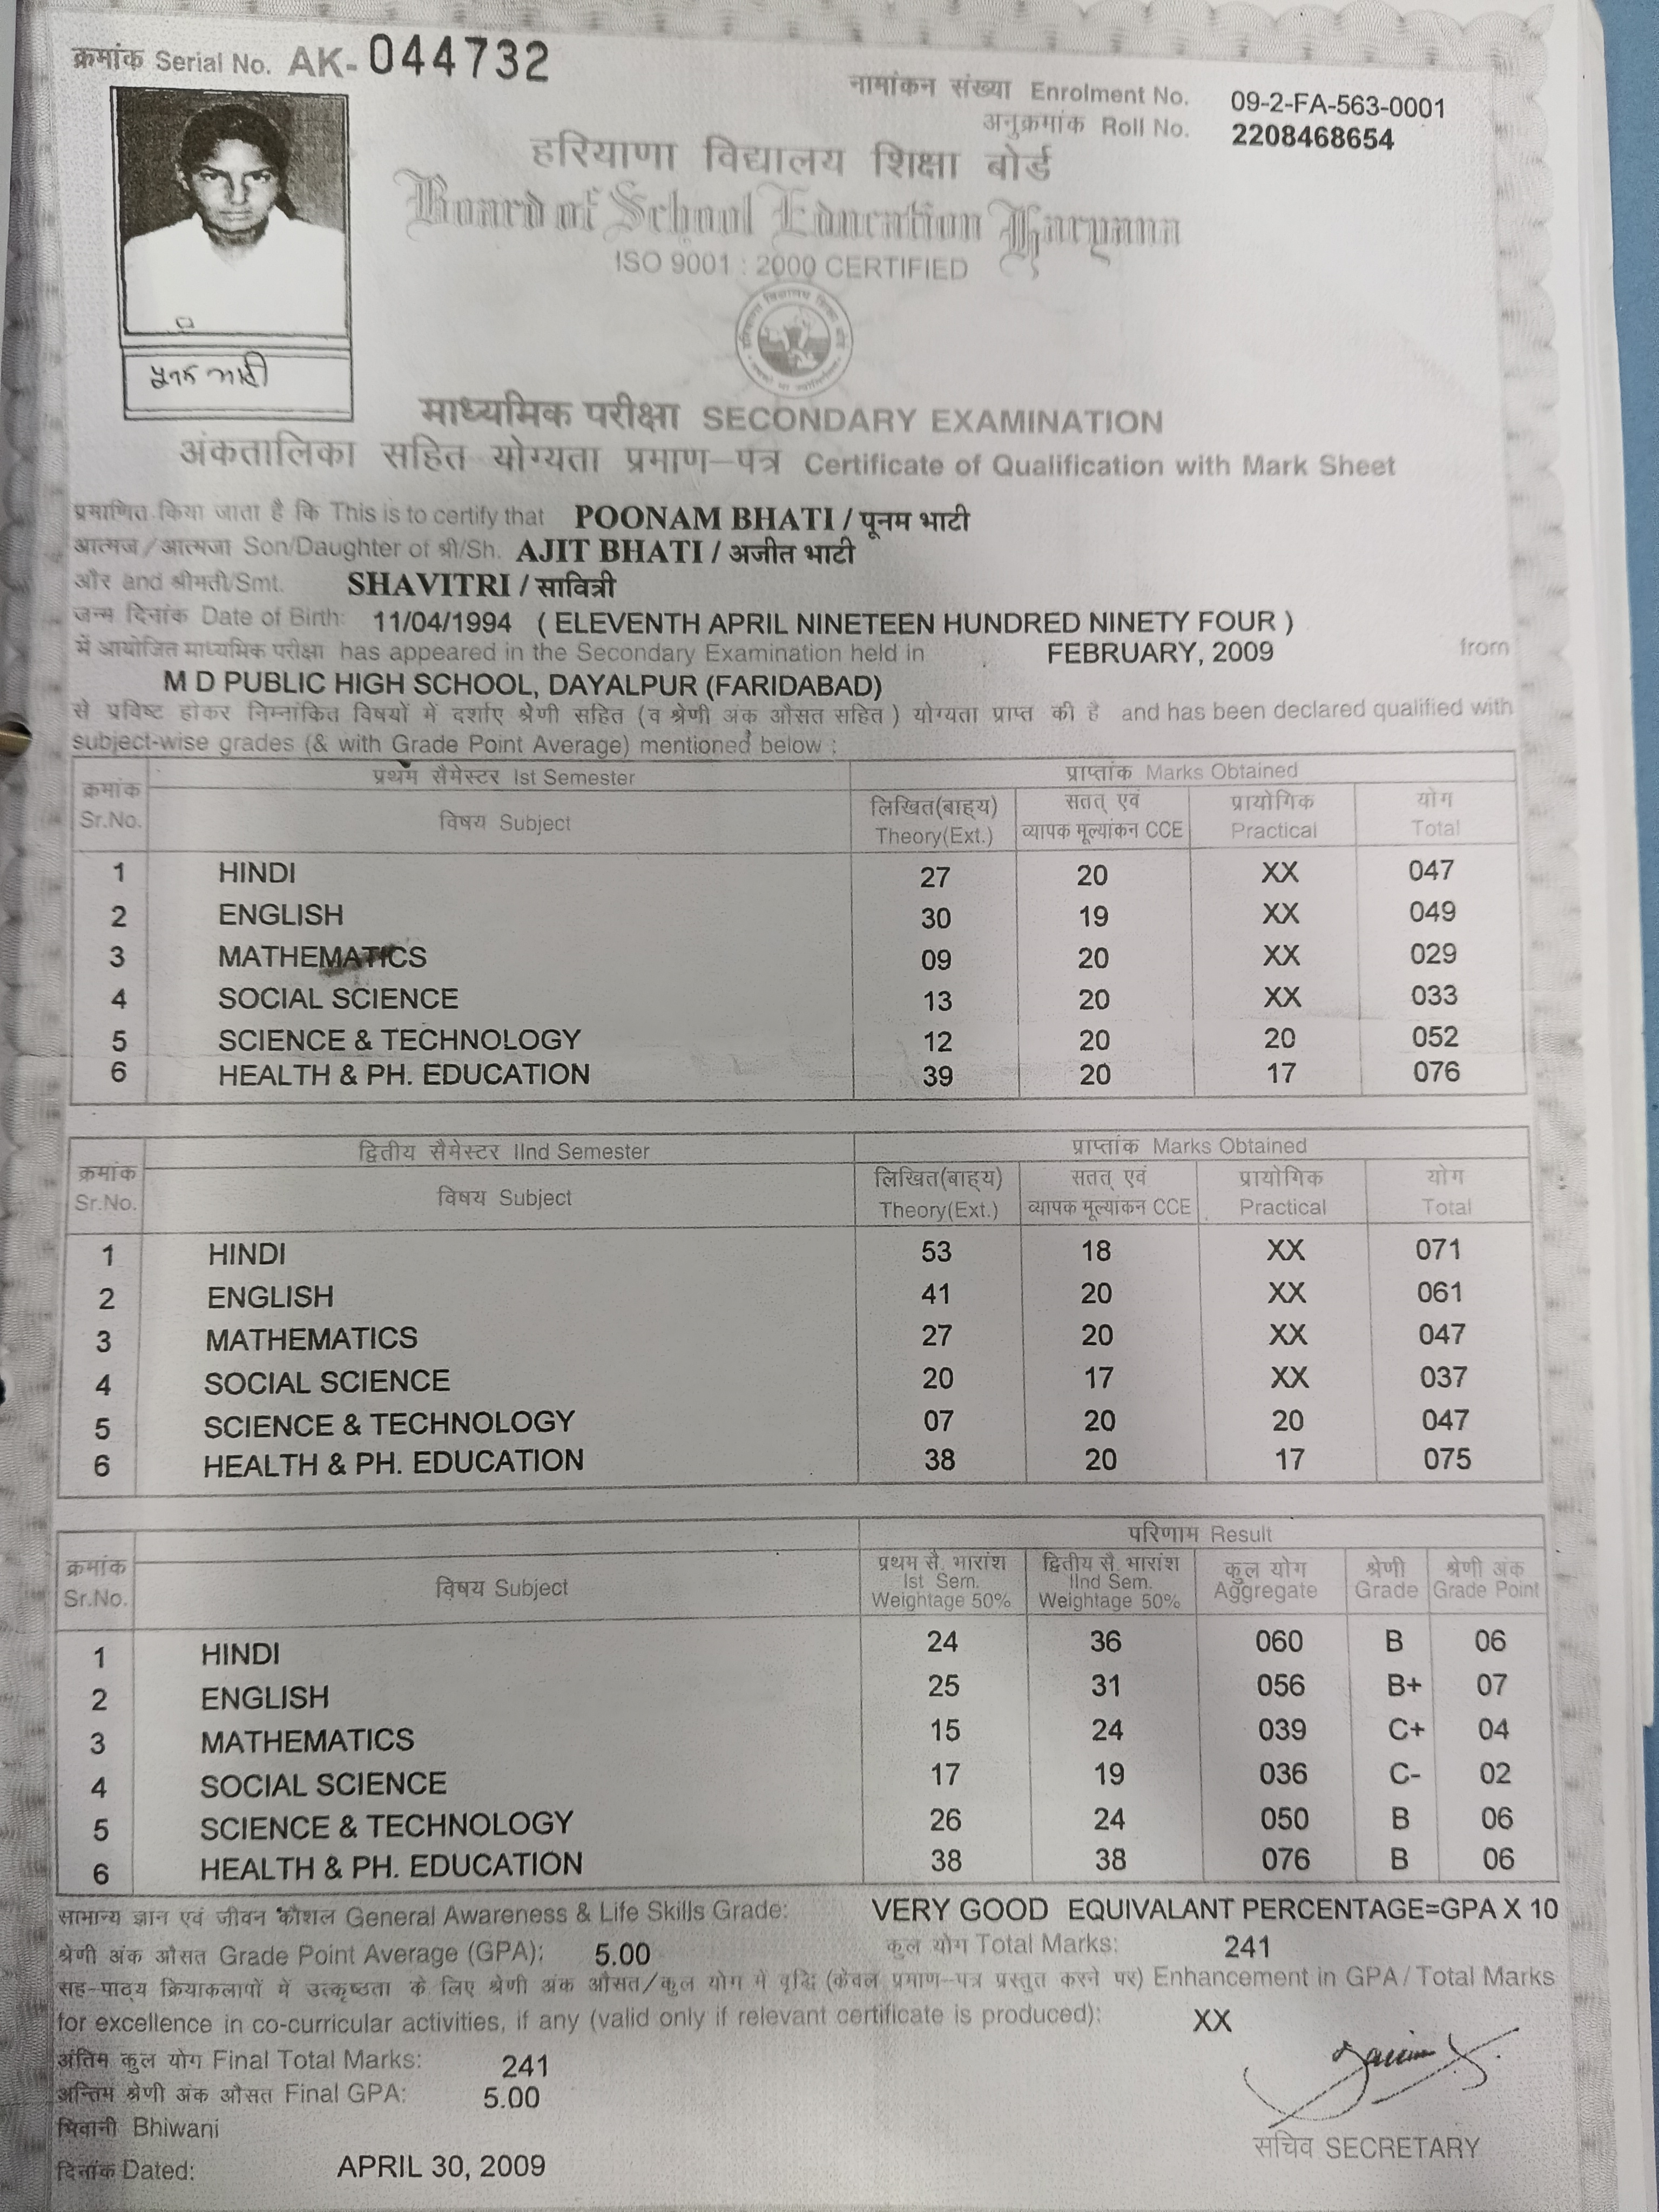 क्रमांक Serial No. AK- 044732
नामांकन संख्या Enrolment No. 09-2-FA-563-0001
अनुक्रमांक Roll No. 2208468654
हरियाणा विद्यालय शिक्षा बोर्ड
Board of School Education Haryana
ISO 9001 : 2000 CERTIFIED
पूनम भाटी
माध्यमिक परीक्षा SECONDARY EXAMINATION
अंकतालिका सहित योग्यता प्रमाण-पत्र Certificate of Qualification with Mark Sheet
प्रमाणित किया जाता है कि This is to certify that POONAM BHATI / पूनम भाटी
आत्मज/आत्मजा Son/Daughter of श्री/Sh. AJIT BHATI / अजीत भाटी
और and श्रीमती/Smt. SHAVITRI / सावित्री
जन्म दिनांक Date of Birth: 11/04/1994 ( ELEVENTH APRIL NINETEEN HUNDRED NINETY FOUR )
में आयोजित माध्यमिक परीक्षा has appeared in the Secondary Examination held in FEBRUARY, 2009 from
M D PUBLIC HIGH SCHOOL, DAYALPUR (FARIDABAD)
से प्रविष्ट होकर निम्नांकित विषयों में दर्शाए श्रेणी सहित (व श्रेणी अंक औसत सहित) योग्यता प्राप्त की है and has been declared qualified with
subject-wise grades (& with Grade Point Average) mentioned below :
क्रमांक Sr.No. प्रथम सैमेस्टर Ist Semester प्राप्तांक Marks Obtained
विषय Subject लिखित(बाह्य) Theory(Ext.) सतत् एवं व्यापक मूल्यांकन CCE प्रायोगिक Practical योग Total
1 HINDI 27 20 XX 047
2 ENGLISH 30 19 XX 049
3 MATHEMATICS 09 20 XX 029
4 SOCIAL SCIENCE 13 20 XX 033
5 SCIENCE & TECHNOLOGY 12 20 20 052
6 HEALTH & PH. EDUCATION 39 20 17 076
क्रमांक Sr.No. द्वितीय सैमेस्टर IInd Semester प्राप्तांक Marks Obtained
विषय Subject लिखित(बाह्य) Theory(Ext.) सतत् एवं व्यापक मूल्यांकन CCE प्रायोगिक Practical योग Total
1 HINDI 53 18 XX 071
2 ENGLISH 41 20 XX 061
3 MATHEMATICS 27 20 XX 047
4 SOCIAL SCIENCE 20 17 XX 037
5 SCIENCE & TECHNOLOGY 07 20 20 047
6 HEALTH & PH. EDUCATION 38 20 17 075
परिणाम Result
क्रमांक Sr.No. विषय Subject प्रथम सै. भारांश Ist Sem. Weightage 50% द्वितीय सै. भारांश IInd Sem. Weightage 50% कुल योग Aggregate श्रेणी Grade श्रेणी अंक Grade Point
1 HINDI 24 36 060 B 06
2 ENGLISH 25 31 056 B+ 07
3 MATHEMATICS 15 24 039 C+ 04
4 SOCIAL SCIENCE 17 19 036 C- 02
5 SCIENCE & TECHNOLOGY 26 24 050 B 06
6 HEALTH & PH. EDUCATION 38 38 076 B 06
सामान्य ज्ञान एवं जीवन कौशल General Awareness & Life Skills Grade: VERY GOOD EQUIVALANT PERCENTAGE=GPA X 10
श्रेणी अंक औसत Grade Point Average (GPA): 5.00 कुल योग Total Marks: 241
सह-पाठ्य क्रियाकलापों में उत्कृष्ठता के लिए श्रेणी अंक औसत/कुल योग में वृद्धि (केवल प्रमाण-पत्र प्रस्तुत करने पर) Enhancement in GPA / Total Marks
for excellence in co-curricular activities, if any (valid only if relevant certificate is produced): XX
अंतिम कुल योग Final Total Marks: 241
अन्तिम श्रेणी अंक औसत Final GPA: 5.00
भिवानी Bhiwani
दिनांक Dated: APRIL 30, 2009
सचिव SECRETARY